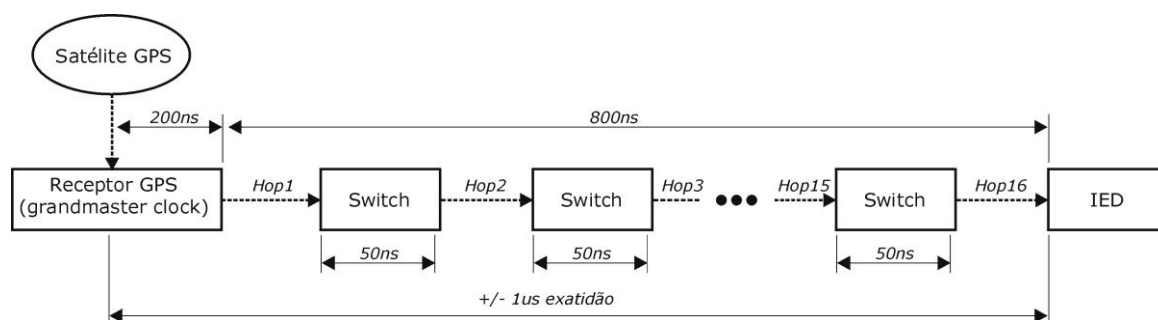 Satélite GPS
200ns
800ns
Receptor GPS
(grandmaster clock)
Hop1
Switch
Hop2
Switch
Hop3
Hop15
Switch
Hop16
IED
50ns
50ns
50ns
+/- 1us exatidão